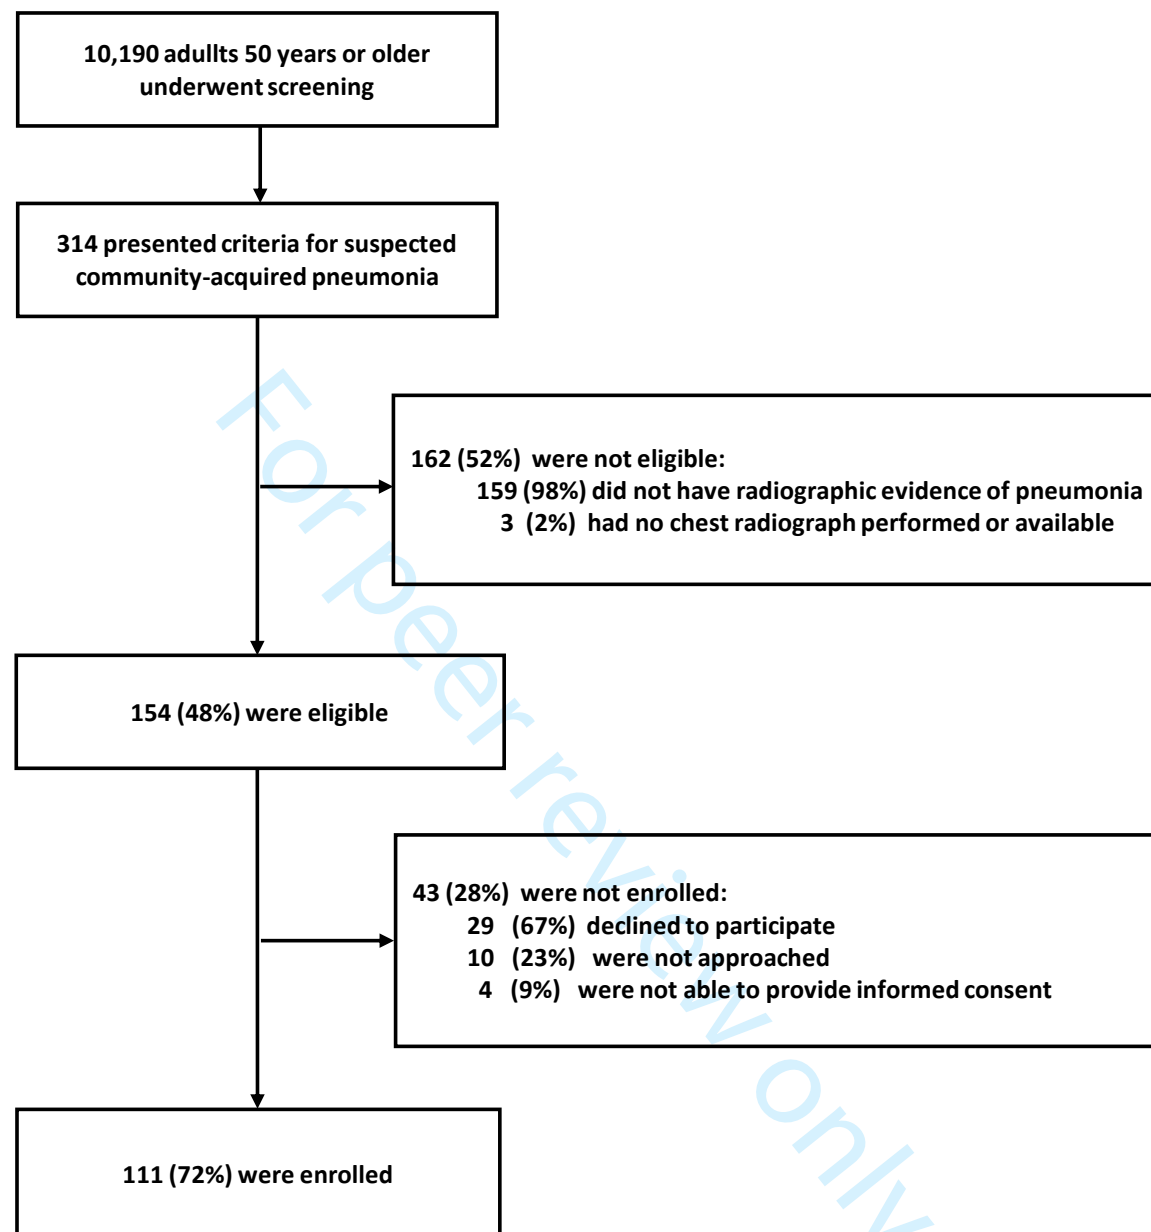 10,190 adullts 50 years or older
underwent screening
314 presented criteria for suspected
community-acquired pneumonia
162 (52%) were not eligible:
159 (98%) did not have radiographic evidence of pneumonia
3 (2%) had no chest radiograph performed or available
154 (48%) were eligible
43 (28%) were not enrolled:
29 (67%) declined to participate
10 (23%) were not approached
4 (9%) were not able to provide informed consent
111 (72%) were enrolled
For peer review only